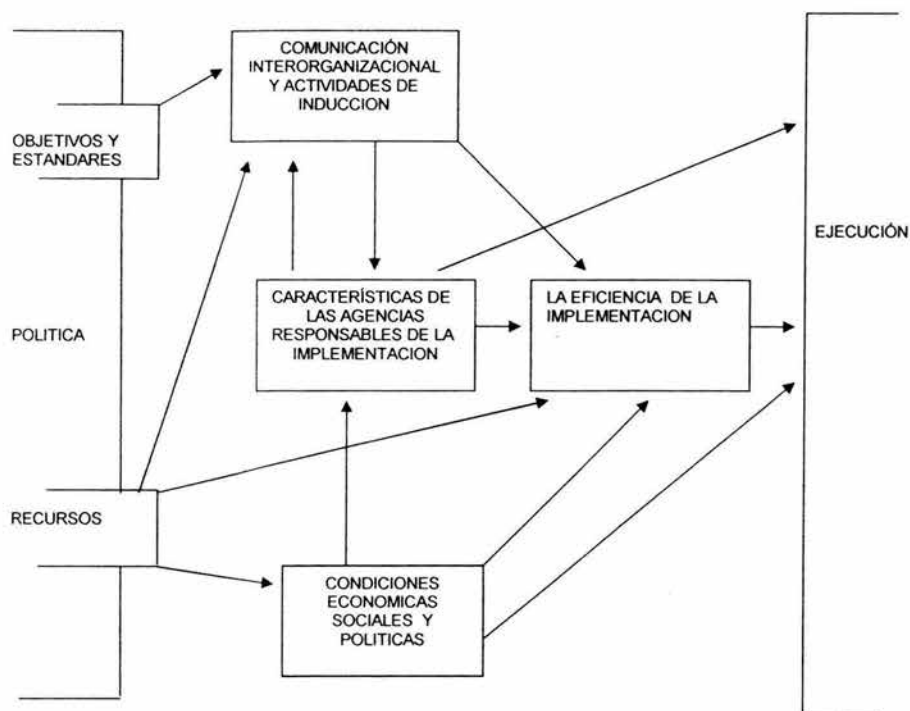 COMUNICACIÓN
INTERORGANIZACIONAL
Y ACTIVIDADES DE
INDUCCION
OBJETIVOS Y
ESTANDARES
EJECUCIÓN
CARACTERÍSTICAS DE
LAS AGENCIAS
RESPONSABLES DE LA
IMPLEMENTACION
LA EFICIENCIA DE LA
IMPLEMENTACION
POLITICA
RECURSOS
CONDICIONES
ECONOMICAS
SOCIALES Y
POLITICAS